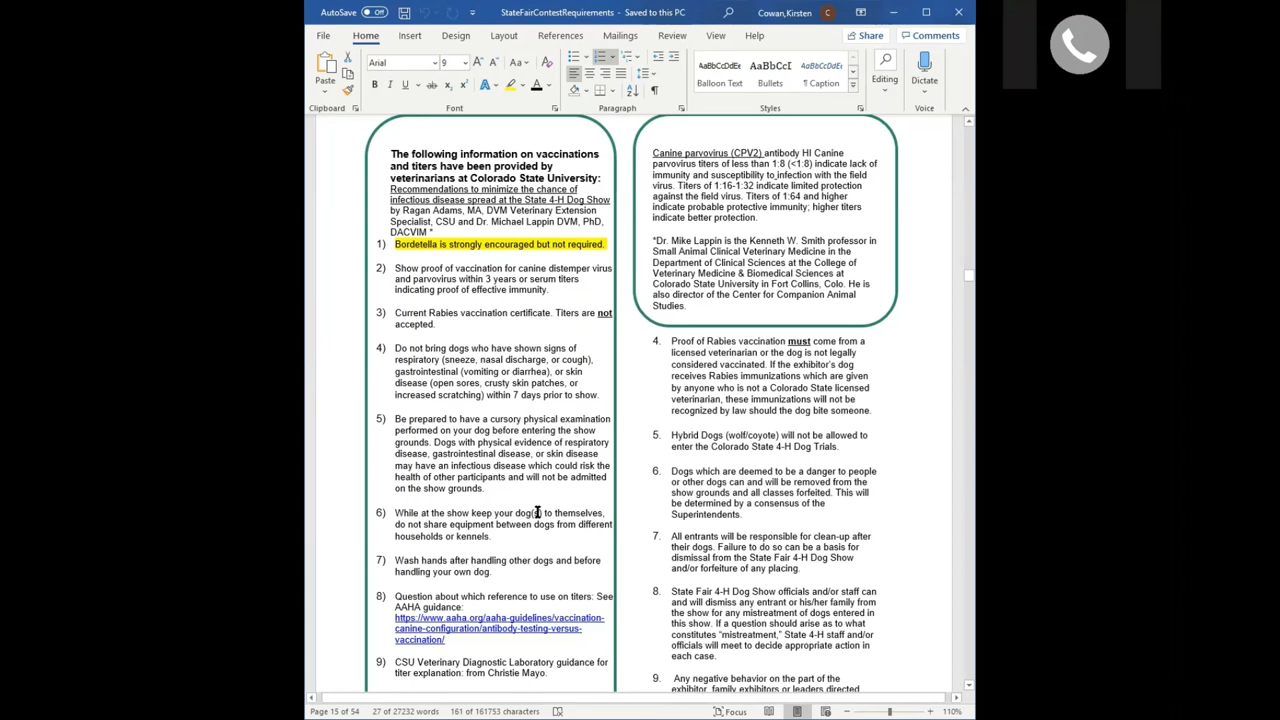 AutoSave Off
StateFairContestRequirements - Saved to this PC
Cowan,Kirsten
C
File Home Insert Design Layout References Mailings Review View Help
Share Comments
Paste
Arial 9
Aa
B I U ab x₂ x² A A
AaBbCcDdEe AaBbCcI AaBbCcDdEe
Balloon Text Bullets ¶ Caption
Editing Dictate
Clipboard Font Paragraph Styles Voice
The following information on vaccinations
and titers have been provided by
veterinarians at Colorado State University:
Recommendations to minimize the chance of
infectious disease spread at the State 4-H Dog Show
by Ragan Adams, MA, DVM Veterinary Extension
Specialist, CSU and Dr. Michael Lappin DVM, PhD,
DACVIM *
1) Bordetella is strongly encouraged but not required.
2) Show proof of vaccination for canine distemper virus
and parvovirus within 3 years or serum titers
indicating proof of effective immunity.
3) Current Rabies vaccination certificate. Titers are not
accepted.
4) Do not bring dogs who have shown signs of
respiratory (sneeze, nasal discharge, or cough),
gastrointestinal (vomiting or diarrhea), or skin
disease (open sores, crusty skin patches, or
increased scratching) within 7 days prior to show.
5) Be prepared to have a cursory physical examination
performed on your dog before entering the show
grounds. Dogs with physical evidence of respiratory
disease, gastrointestinal disease, or skin disease
may have an infectious disease which could risk the
health of other participants and will not be admitted
on the show grounds.
6) While at the show keep your dog(s) to themselves,
do not share equipment between dogs from different
households or kennels.
7) Wash hands after handling other dogs and before
handling your own dog.
8) Question about which reference to use on titers: See
AAHA guidance:
https://www.aaha.org/aaha-guidelines/vaccination-
canine-configuration/antibody-testing-versus-
vaccination/
9) CSU Veterinary Diagnostic Laboratory guidance for
titer explanation: from Christie Mayo.
Canine parvovirus (CPV2) antibody HI Canine
parvovirus titers of less than 1:8 (<1:8) indicate lack of
immunity and susceptibility to infection with the field
virus. Titers of 1:16-1:32 indicate limited protection
against the field virus. Titers of 1:64 and higher
indicate probable protective immunity; higher titers
indicate better protection.
*Dr. Mike Lappin is the Kenneth W. Smith professor in
Small Animal Clinical Veterinary Medicine in the
Department of Clinical Sciences at the College of
Veterinary Medicine & Biomedical Sciences at
Colorado State University in Fort Collins, Colo. He is
also director of the Center for Companion Animal
Studies.
4. Proof of Rabies vaccination must come from a
licensed veterinarian or the dog is not legally
considered vaccinated. If the exhibitor's dog
receives Rabies immunizations which are given
by anyone who is not a Colorado State licensed
veterinarian, these immunizations will not be
recognized by law should the dog bite someone.
5. Hybrid Dogs (wolf/coyote) will not be allowed to
enter the Colorado State 4-H Dog Trials.
6. Dogs which are deemed to be a danger to people
or other dogs can and will be removed from the
show grounds and all classes forfeited. This will
be determined by a consensus of the
Superintendents.
7. All entrants will be responsible for clean-up after
their dogs. Failure to do so can be a basis for
dismissal from the State Fair 4-H Dog Show
and/or forfeiture of any placing.
8. State Fair 4-H Dog Show officials and/or staff can
and will dismiss any entrant or his/her family from
the show for any mistreatment of dogs entered in
this show. If a question should arise as to what
constitutes "mistreatment," State 4-H staff and/or
officials will meet to decide appropriate action in
each case.
9. Any negative behavior on the part of the
exhibitor, family exhibitors or leaders directed
Page 15 of 54 27 of 27232 words 161 of 161753 characters Focus 110%